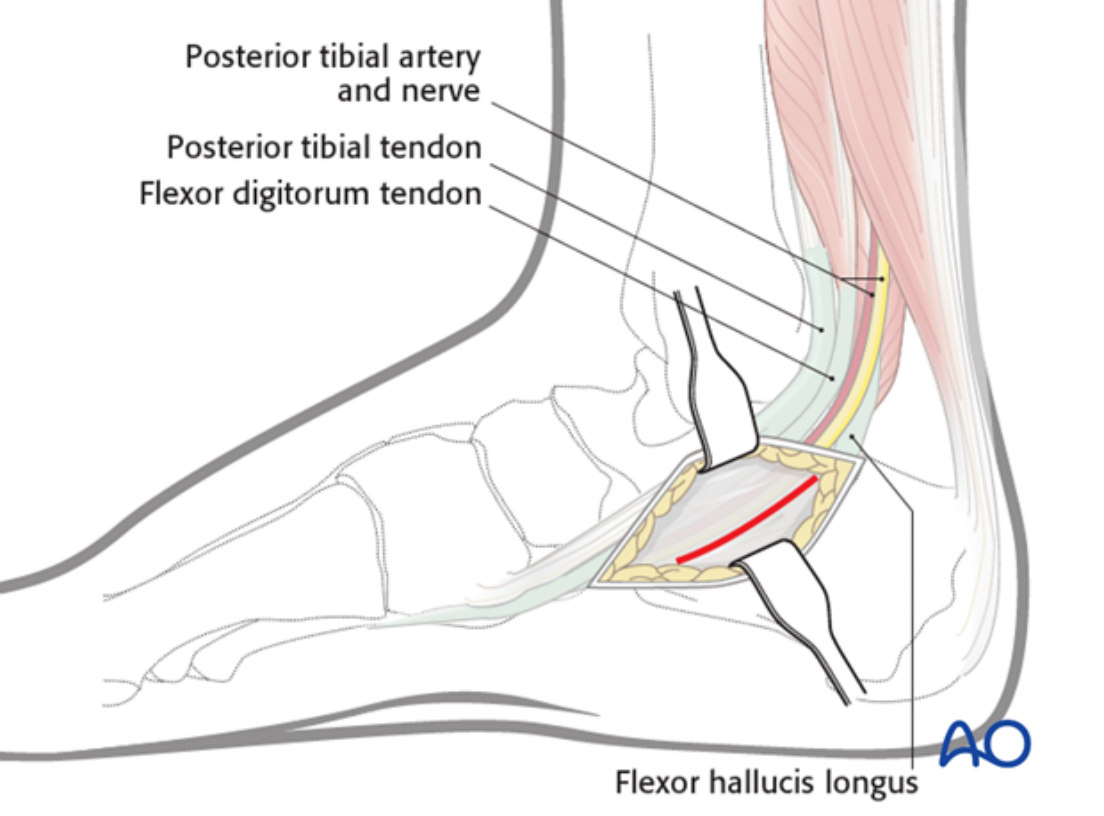 Posterior tibial artery
and nerve
Posterior tibial tendon
Flexor digitorum tendon
Flexor hallucis longus
AO